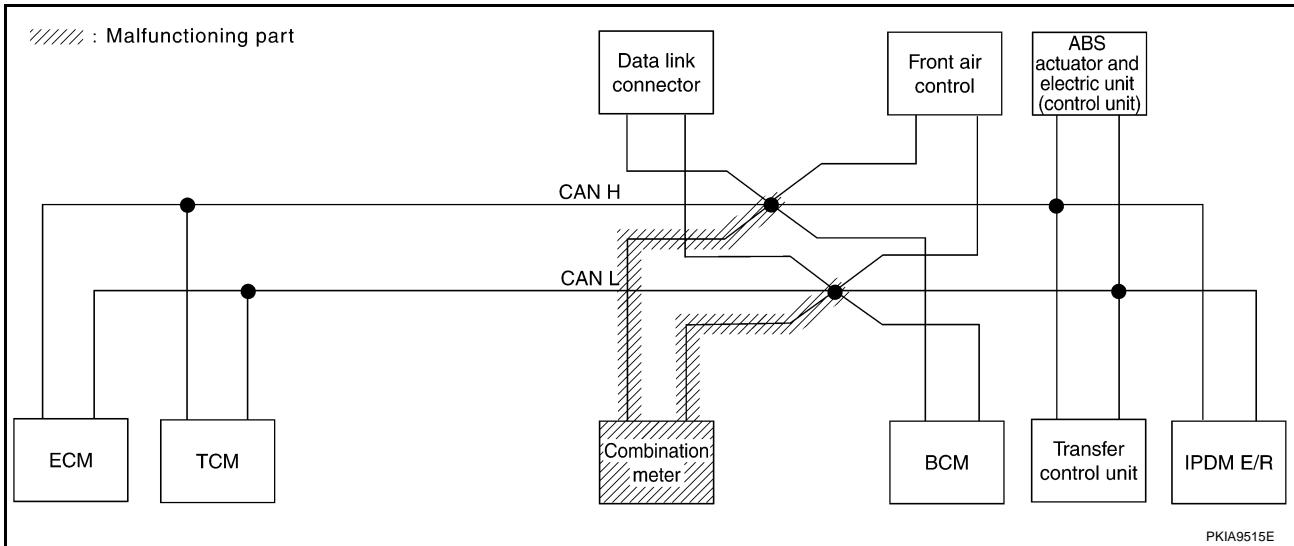 : Malfunctioning part
Data link
connector
Front air
control
ABS
actuator and
electric unit
(control unit)
CAN H
CAN L
ECM
TCM
Combination
meter
BCM
Transfer
control unit
IPDM E/R
PKIA9515E